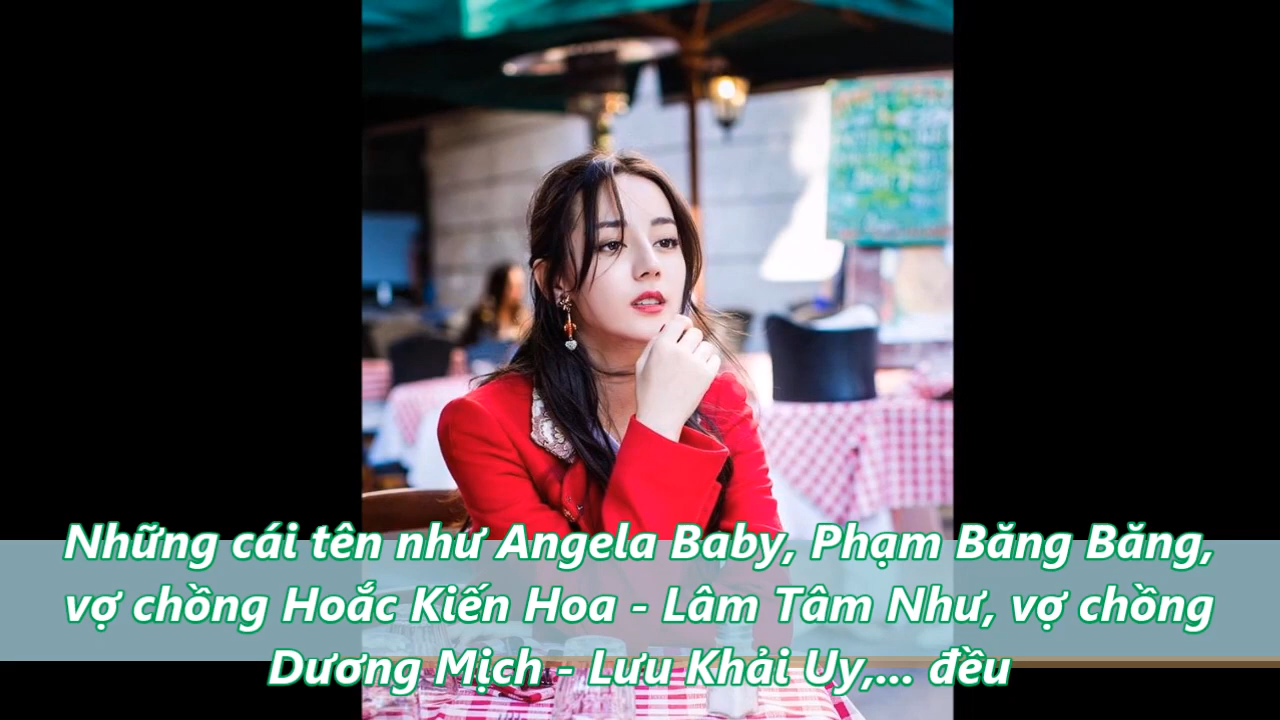 Những cái tên như Angela Baby, Phạm Băng Băng,
vợ chồng Hoắc Kiến Hoa - Lâm Tâm Như, vợ chồng
Dương Mịch - Lưu Khải Uy,... đều